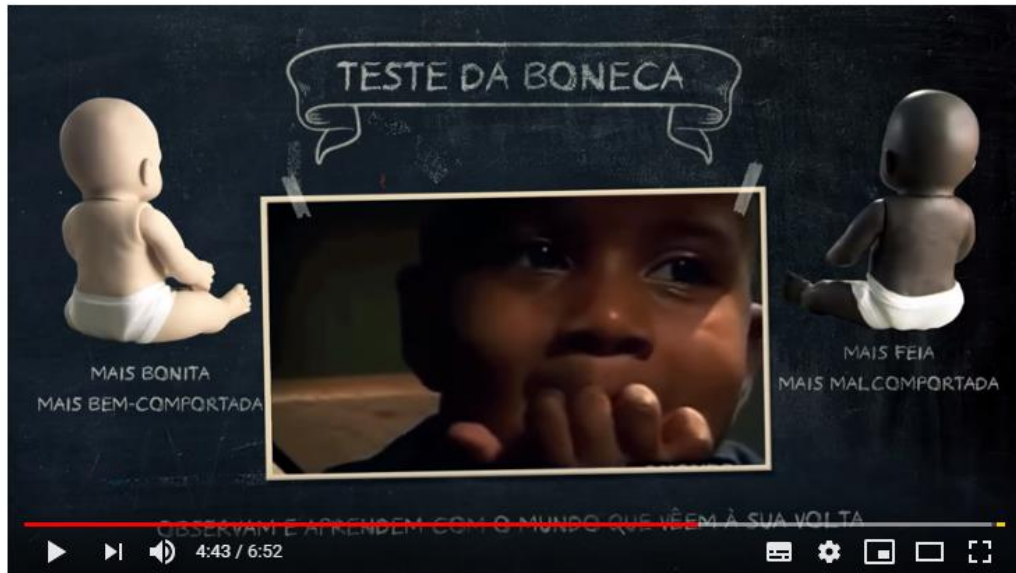 TESTE DA BONECA
MAIS BONITA
MAIS BEM-COMPORTADA
MAIS FEIA
MAIS MALCOMPORTADA
OBSERVAM E APRENDEM COM O MUNDO QUE VÊEM À SUA VOLTA
4:43 / 6:52